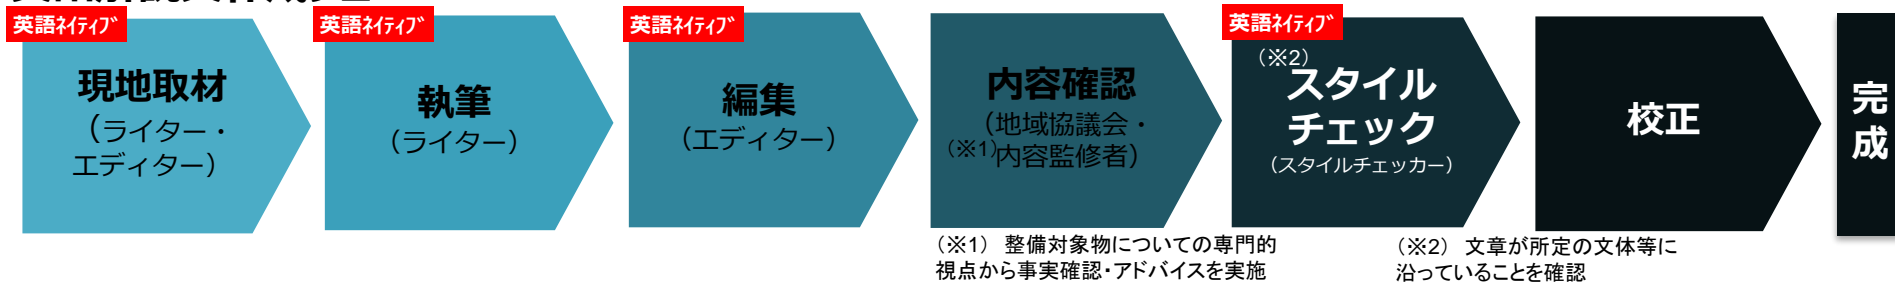 英語ﾈｲﾃｨﾌﾞ
現地取材
（ライター・
エディター）
英語ﾈｲﾃｨﾌﾞ
執筆
（ライター）
英語ﾈｲﾃｨﾌﾞ
編集
（エディター）
内容確認
（地域協議会・
（※1）内容監修者）
英語ﾈｲﾃｨﾌﾞ
（※2）
スタイル
チェック
（スタイルチェッカー）
校正
完成
（※1） 整備対象物についての専門的
視点から事実確認・アドバイスを実施
（※2） 文章が所定の文体等に
沿っていることを確認